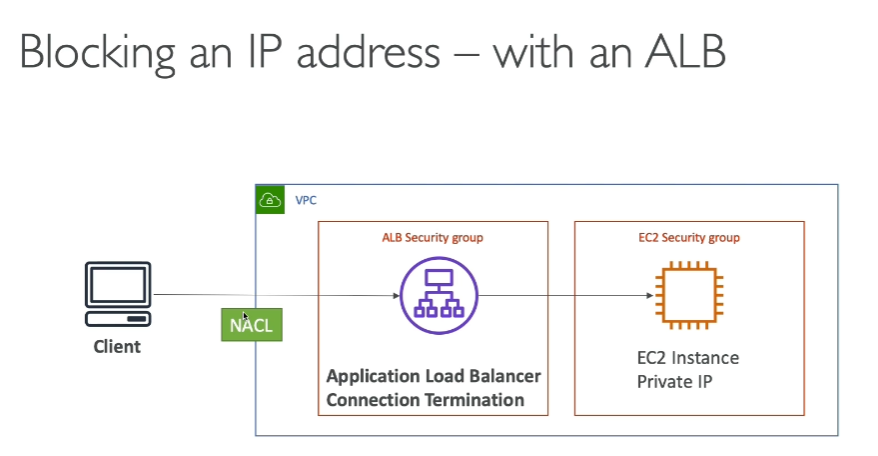 Blocking an IP address – with an ALB
VPC
ALB Security group
EC2 Security group
NACL
Client
Application Load Balancer
Connection Termination
EC2 Instance
Private IP